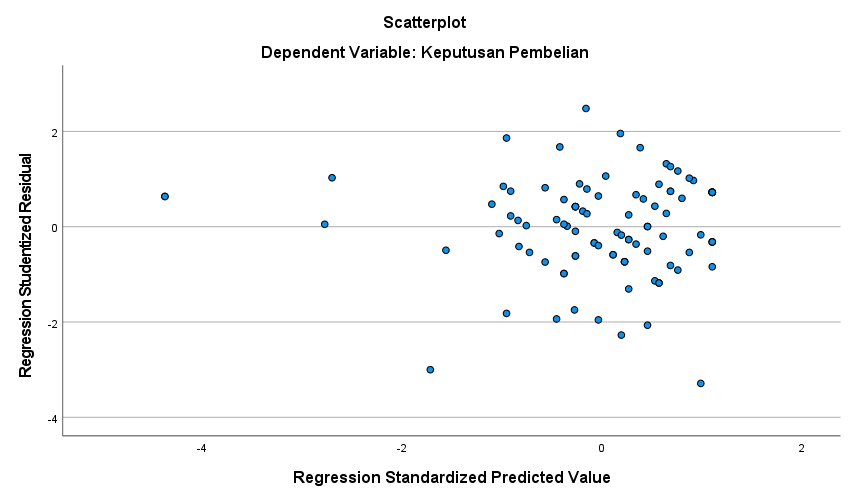 Scatterplot
Dependent Variable: Keputusan Pembelian
Regression Studentized Residual
2
0
-2
-4
-4
-2
0
2
Regression Standardized Predicted Value